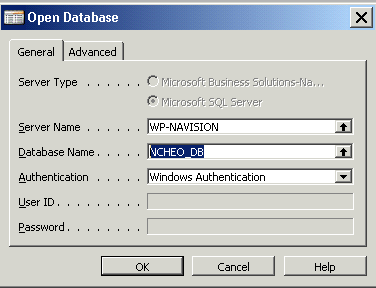 Open Database
General Advanced
Server Type . . . . . . Microsoft Business Solutions-Na...
Microsoft SQL Server
Server Name . . . . . . WP-NAVISION
Database Name . . . . NCHEO_DB
Authentication . . . . . Windows Authentication
User ID . . . . . . . . .
Password . . . . . . . .
OK Cancel Help